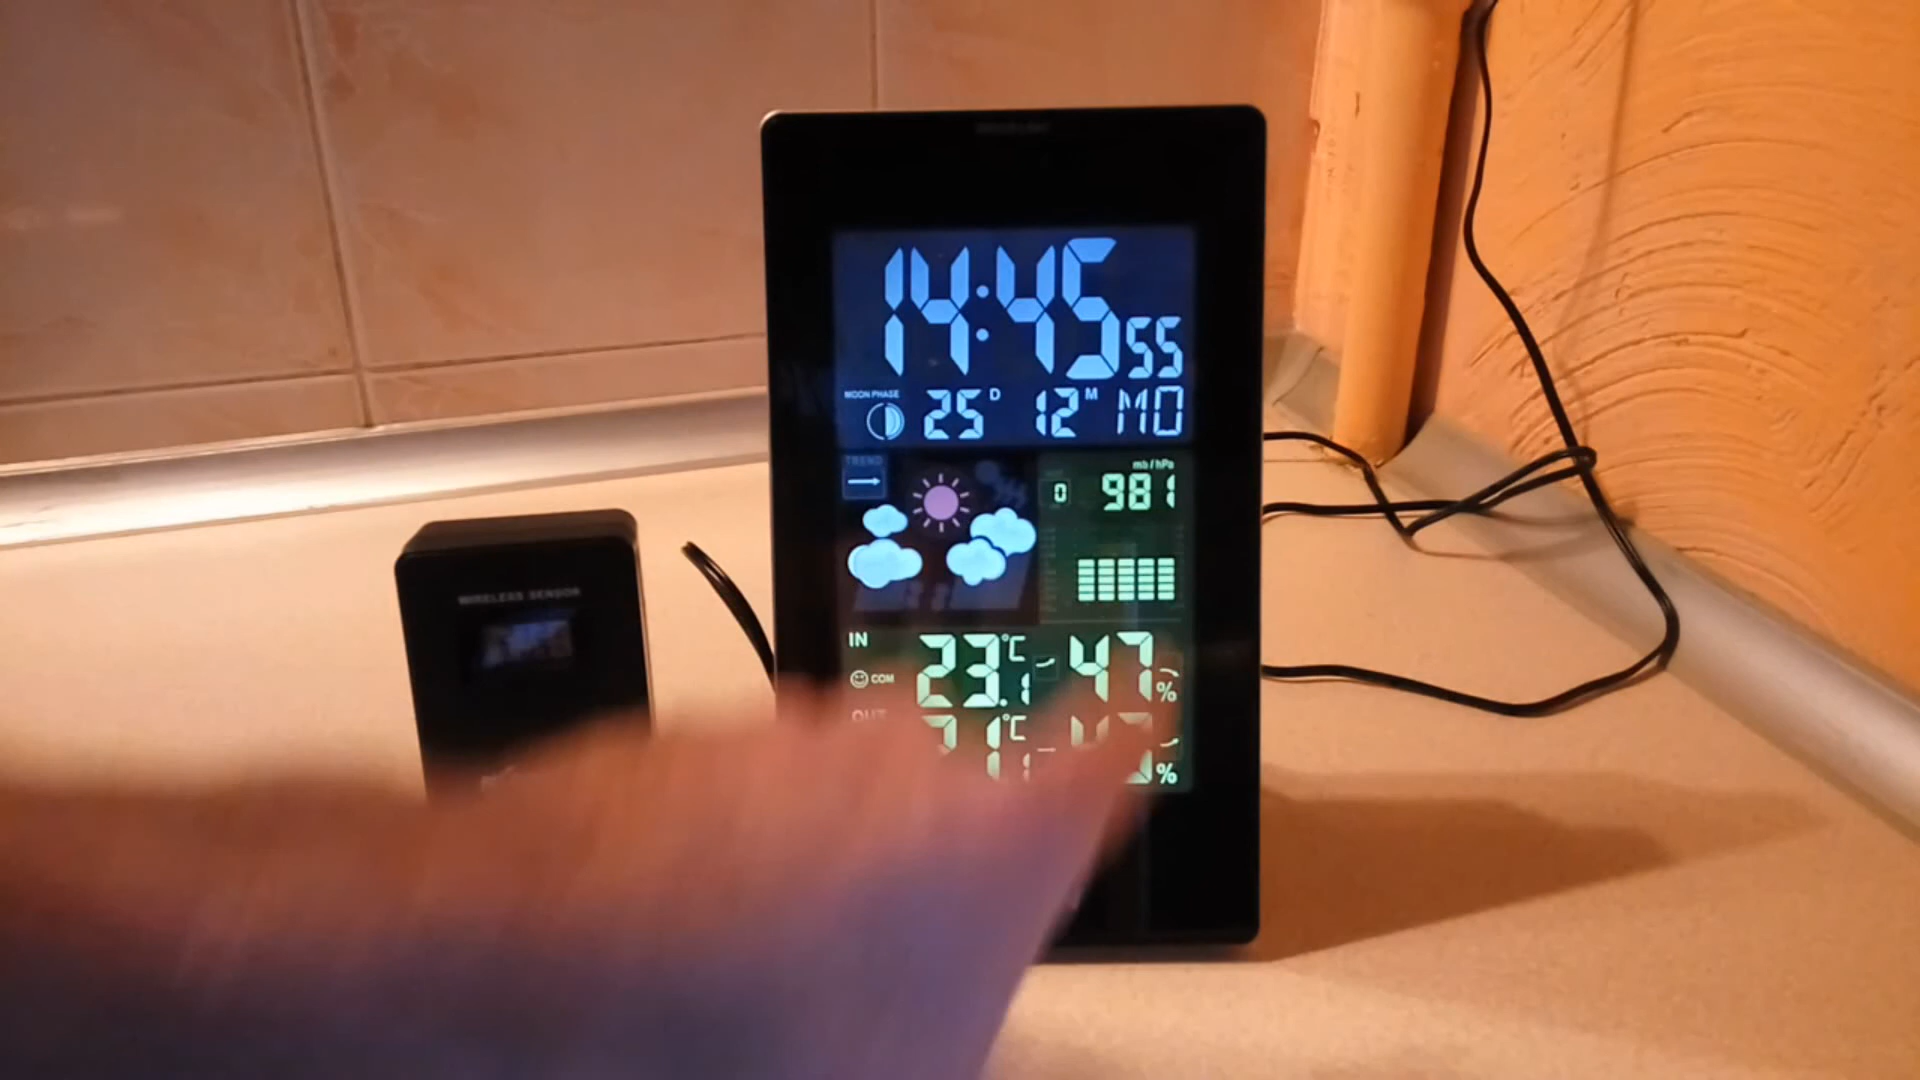 14:45 55
MOON PHASE 25 D 12 M MO
TREND
mb / hPa
0 981
IN 23.1 °C 47 %
COM
OUT °C %
WIRELESS SENSOR